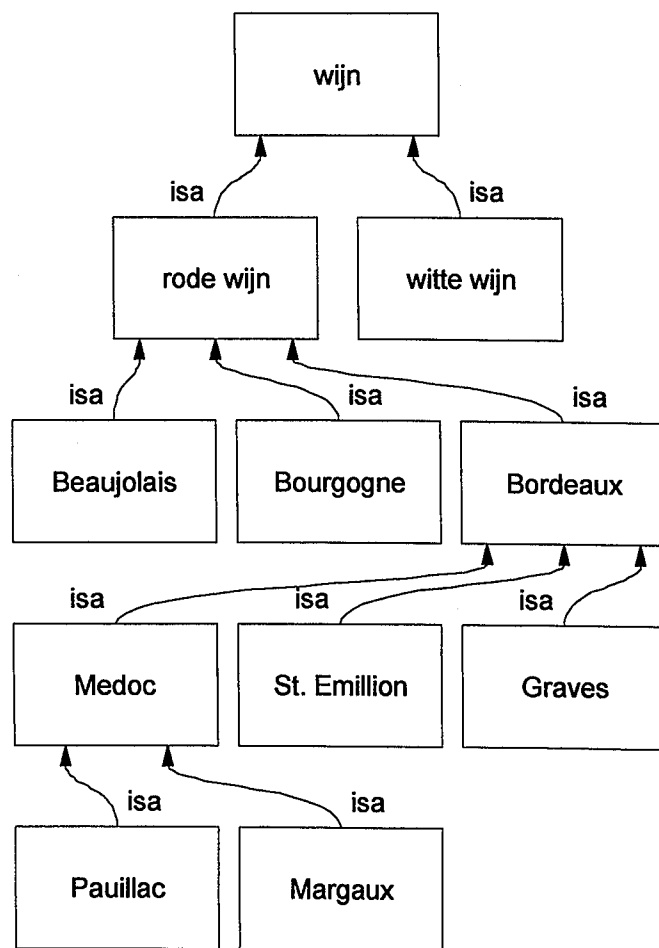 wijn
isa isa
rode wijn witte wijn
isa isa isa
Beaujolais Bourgogne Bordeaux
isa isa isa
Medoc St. Emillion Graves
isa isa
Pauillac Margaux